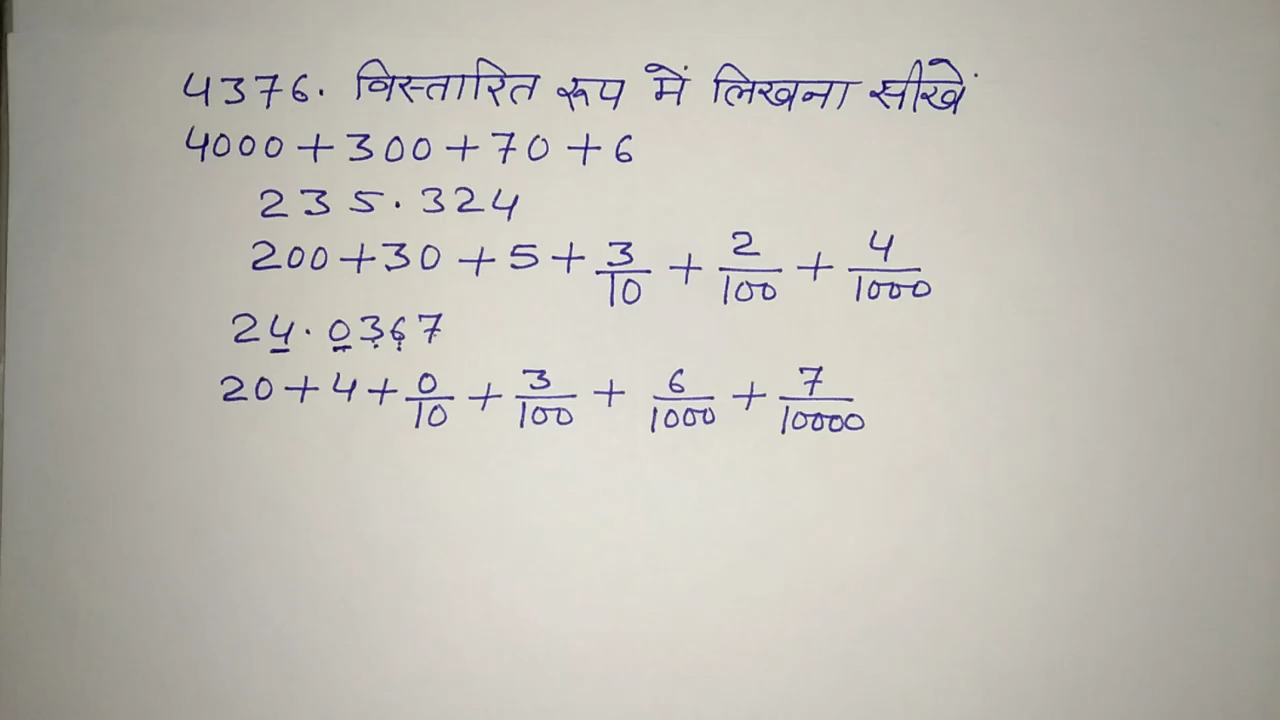 4376. विस्तारित रूप में लिखना सीखें
4000 + 300 + 70 + 6
235.324
200 + 30 + 5 + 3/10 + 2/100 + 4/1000
24.0367
20 + 4 + 0/10 + 3/100 + 6/1000 + 7/10000